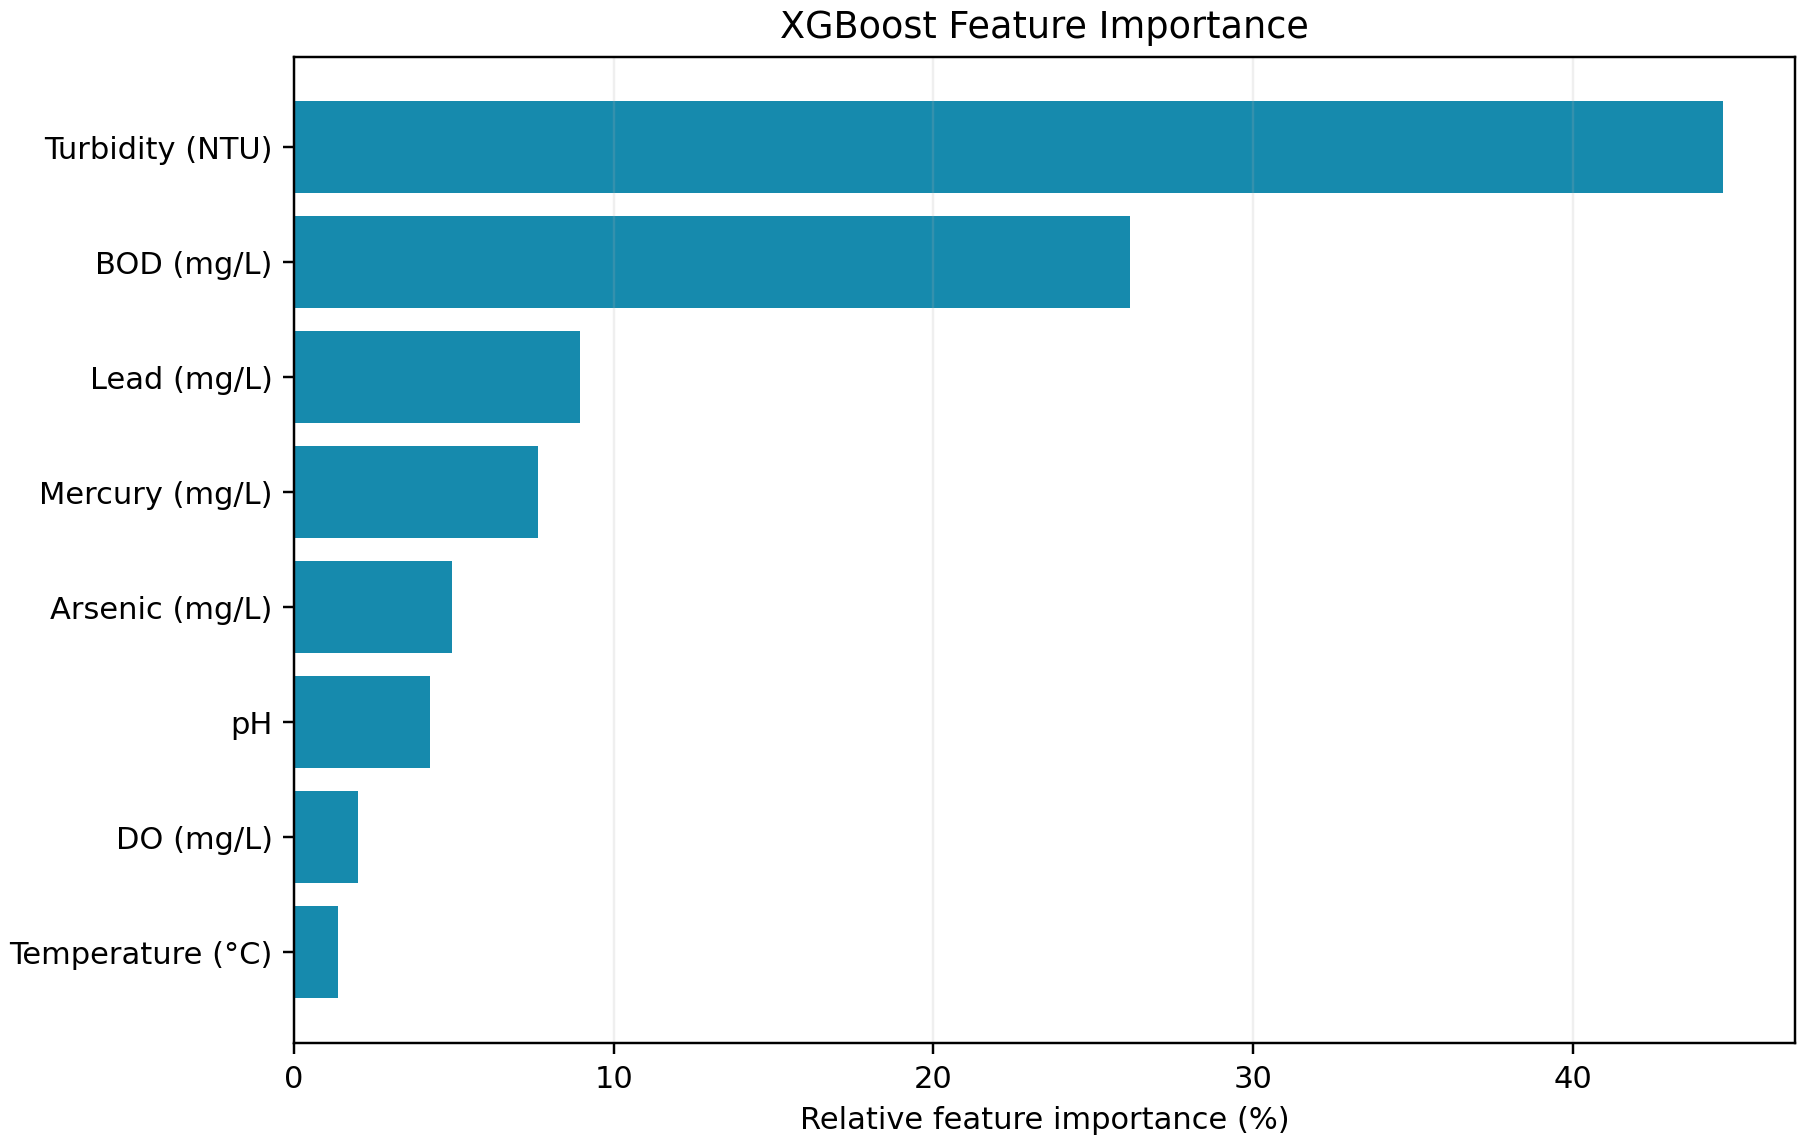 XGBoost Feature Importance
Turbidity (NTU)
BOD (mg/L)
Lead (mg/L)
Mercury (mg/L)
Arsenic (mg/L)
pH
DO (mg/L)
Temperature (°C)
0 10 20 30 40
Relative feature importance (%)